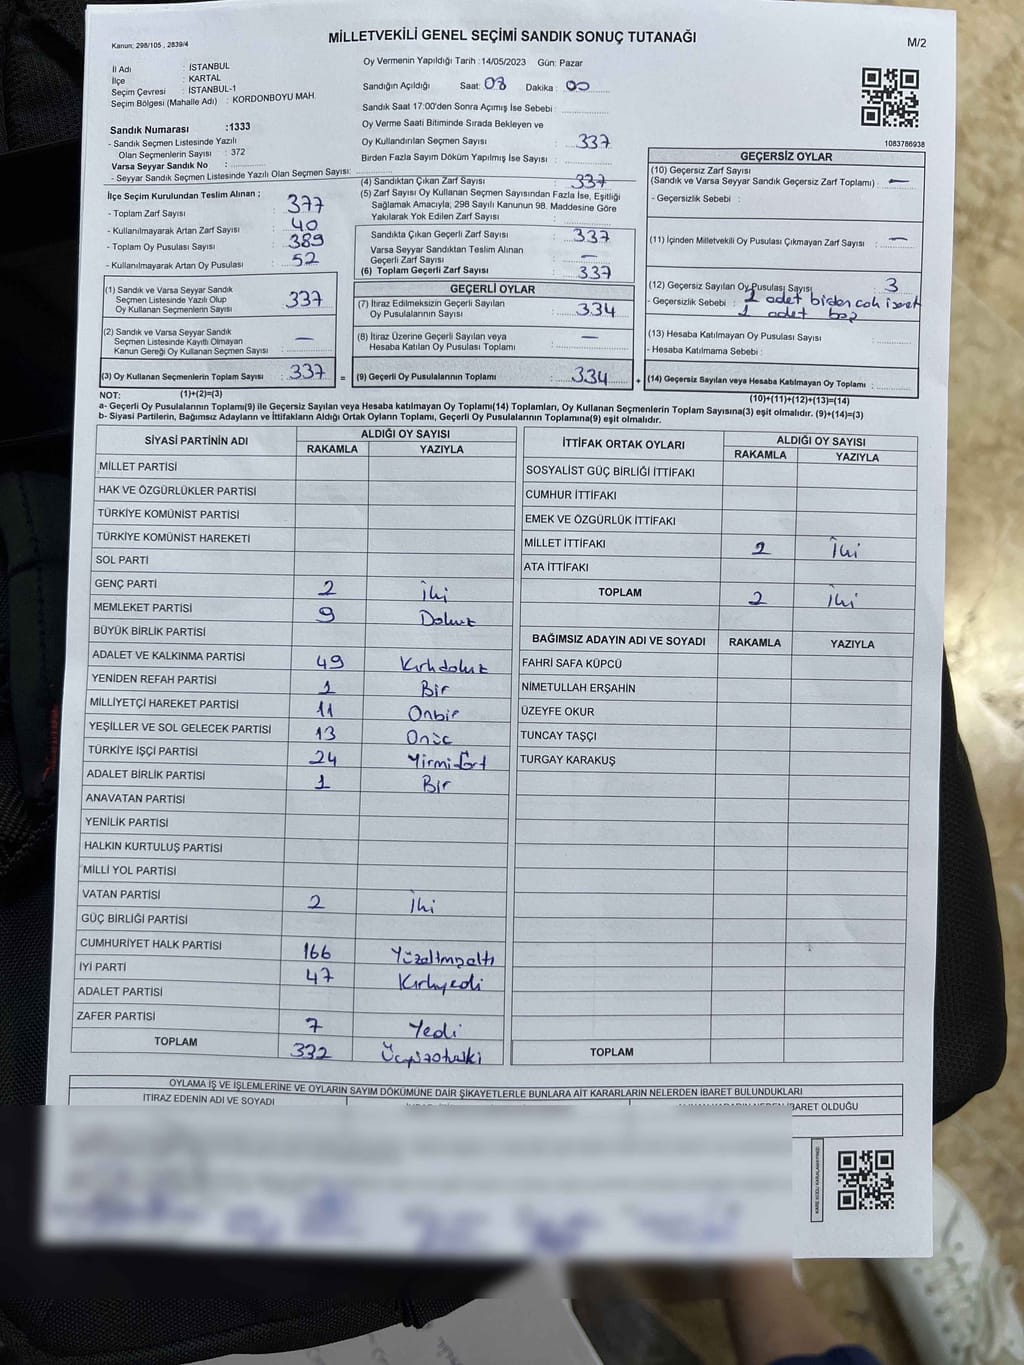 Kanun: 298/105 , 2839/4
MİLLETVEKİLİ GENEL SEÇİMİ SANDIK SONUÇ TUTANAĞI
M/2
İl Adı : İSTANBUL
İlçe : KARTAL
Seçim Çevresi : İSTANBUL-1
Seçim Bölgesi (Mahalle Adı) : KORDONBOYU MAH.
Sandık Numarası :1333
- Sandık Seçmen Listesinde Yazılı
Olan Seçmenlerin Sayısı : 372
Varsa Seyyar Sandık No :
- Seyyar Sandık Seçmen Listesinde Yazılı Olan Seçmen Sayısı:
Oy Vermenin Yapıldığı Tarih :14/05/2023 Gün: Pazar
Sandığın Açıldığı Saat: 08 Dakika : 00
Sandık Saat 17:00'den Sonra Açımış İse Sebebi :
Oy Verme Saati Bitiminde Sırada Bekleyen ve
Oy Kullandırılan Seçmen Sayısı : 337
Birden Fazla Sayım Döküm Yapılmış İse Sayısı :
1083786938
İlçe Seçim Kurulundan Teslim Alınan ;
- Toplam Zarf Sayısı : 377
- Kullanılmayarak Artan Zarf Sayısı : 40
- Toplam Oy Pusulası Sayısı : 389
- Kullanılmayarak Artan Oy Pusulası : 52
(1) Sandık ve Varsa Seyyar Sandık
Seçmen Listesinde Yazılı Olup
Oy Kullanan Seçmenlerin Sayısı : 337
(2) Sandık ve Varsa Seyyar Sandık
Seçmen Listesinde Kayıtlı Olmayan
Kanun Gereği Oy Kullanan Seçmen Sayısı : —
(3) Oy Kullanan Seçmenlerin Toplam Sayısı : 337
(4) Sandıktan Çıkan Zarf Sayısı : 337
(5) Zarf Sayısı Oy Kullanan Seçmen Sayısından Fazla İse, Eşitliği
Sağlamak Amacıyla, 298 Sayılı Kanunun 98. Maddesine Göre
Yakılarak Yok Edilen Zarf Sayısı :
Sandıkta Çıkan Geçerli Zarf Sayısı : 337
Varsa Seyyar Sandıktan Teslim Alınan
Geçerli Zarf Sayısı : —
(6) Toplam Geçerli Zarf Sayısı : 337
GEÇERLİ OYLAR
(7) İtiraz Edilmeksizin Geçerli Sayılan
Oy Pusulalarının Sayısı : 334
(8) İtiraz Üzerine Geçerli Sayılan veya
Hesaba Katılan Oy Pusulası Toplamı : —
= (9) Geçerli Oy Pusulalarının Toplamı : 334
GEÇERSİZ OYLAR
(10) Geçersiz Zarf Sayısı
(Sandık ve Varsa Seyyar Sandık Geçersiz Zarf Toplamı) : —
- Geçersizlik Sebebi :
(11) İçinden Milletvekili Oy Pusulası Çıkmayan Zarf Sayısı : —
(12) Geçersiz Sayılan Oy Pusulası Sayısı : 3
- Geçersizlik Sebebi : 2 adet birden çok işaret
1 adet boş
(13) Hesaba Katılmayan Oy Pusulası Sayısı :
- Hesaba Katılmama Sebebi :
+ (14) Geçersiz Sayılan veya Hesaba Katılmayan Oy Toplamı :
NOT: (1)+(2)=(3)
(10)+(11)+(12)+(13)=(14)
a- Geçerli Oy Pusulalarının Toplamı(9) ile Geçersiz Sayılan veya Hesaba katılmayan Oy Toplamı(14) Toplamları, Oy Kullanan Seçmenlerin Toplam Sayısına(3) eşit olmalıdır. (9)+(14)=(3)
b- Siyasi Partilerin, Bağımsız Adayların ve İttifakların Aldığı Ortak Oyların Toplamı, Geçerli Oy Pusulalarının Toplamına(9) eşit olmalıdır.
SİYASİ PARTİNİN ADI ALDIĞI OY SAYISI
RAKAMLA YAZIYLA
MİLLET PARTİSİ
HAK VE ÖZGÜRLÜKLER PARTİSİ
TÜRKİYE KOMÜNİST PARTİSİ
TÜRKİYE KOMÜNİST HAREKETİ
SOL PARTİ
GENÇ PARTİ 2 İki
MEMLEKET PARTİSİ 9 Dokuz
BÜYÜK BİRLİK PARTİSİ
ADALET VE KALKINMA PARTİSİ 49 Kırkdokuz
YENİDEN REFAH PARTİSİ 1 Bir
MİLLİYETÇİ HAREKET PARTİSİ 11 Onbir
YEŞİLLER VE SOL GELECEK PARTİSİ 13 Onüç
TÜRKİYE İŞÇİ PARTİSİ 24 Yirmidört
ADALET BİRLİK PARTİSİ 1 Bir
ANAVATAN PARTİSİ
YENİLİK PARTİSİ
HALKIN KURTULUŞ PARTİSİ
MİLLİ YOL PARTİSİ
VATAN PARTİSİ 2 İki
GÜÇ BİRLİĞİ PARTİSİ
CUMHURİYET HALK PARTİSİ 166 Yüzaltmışaltı
İYİ PARTİ 47 Kırkyedi
ADALET PARTİSİ
ZAFER PARTİSİ 7 Yedi
TOPLAM 332 Üçyüzotuziki
İTTİFAK ORTAK OYLARI ALDIĞI OY SAYISI
RAKAMLA YAZIYLA
SOSYALİST GÜÇ BİRLİĞİ İTTİFAKI
CUMHUR İTTİFAKI
EMEK VE ÖZGÜRLÜK İTTİFAKI
MİLLET İTTİFAKI 2 İki
ATA İTTİFAKI
TOPLAM 2 İki
BAĞIMSIZ ADAYIN ADI VE SOYADI RAKAMLA YAZIYLA
FAHRİ SAFA KÜPCÜ
NİMETULLAH ERŞAHİN
ÜZEYFE OKUR
TUNCAY TAŞÇI
TURGAY KARAKUŞ
TOPLAM
OYLAMA İŞ VE İŞLEMLERİNE VE OYLARIN SAYIM DÖKÜMÜNE DAİR ŞİKAYETLERLE BUNLARA AİT KARARLARIN NELERDEN İBARET BULUNDUKLARI
İTİRAZ EDENİN ADI VE SOYADI
İBARET OLDUĞU